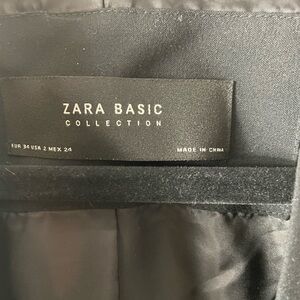 ZARA BASIC
COLLECTION
EUR 34 USA 2 MEX 24
MADE IN CHINA